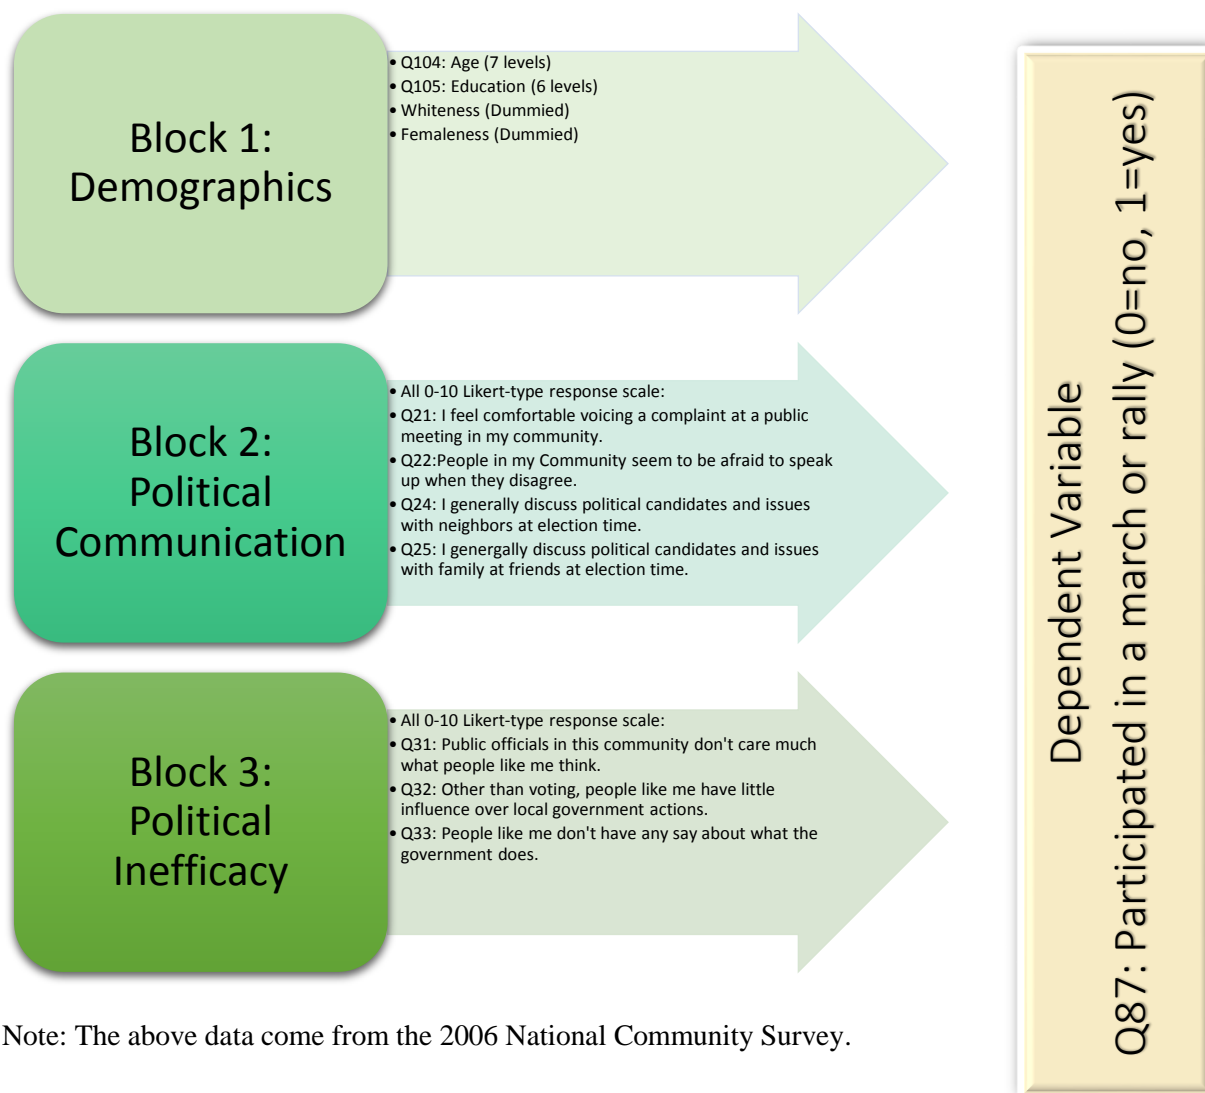 Block 1:
Demographics
• Q104: Age (7 levels)
• Q105: Education (6 levels)
• Whiteness (Dummied)
• Femaleness (Dummied)
Block 2:
Political
Communication
• All 0-10 Likert-type response scale:
• Q21: I feel comfortable voicing a complaint at a public
meeting in my community.
• Q22:People in my Community seem to be afraid to speak
up when they disagree.
• Q24: I generally discuss political candidates and issues
with neighbors at election time.
• Q25: I genergally discuss political candidates and issues
with family at friends at election time.
Block 3:
Political
Inefficacy
• All 0-10 Likert-type response scale:
• Q31: Public officials in this community don't care much
what people like me think.
• Q32: Other than voting, people like me have little
influence over local government actions.
• Q33: People like me don't have any say about what the
government does.
Dependent Variable
Q87: Participated in a march or rally (0=no, 1=yes)
Note: The above data come from the 2006 National Community Survey.